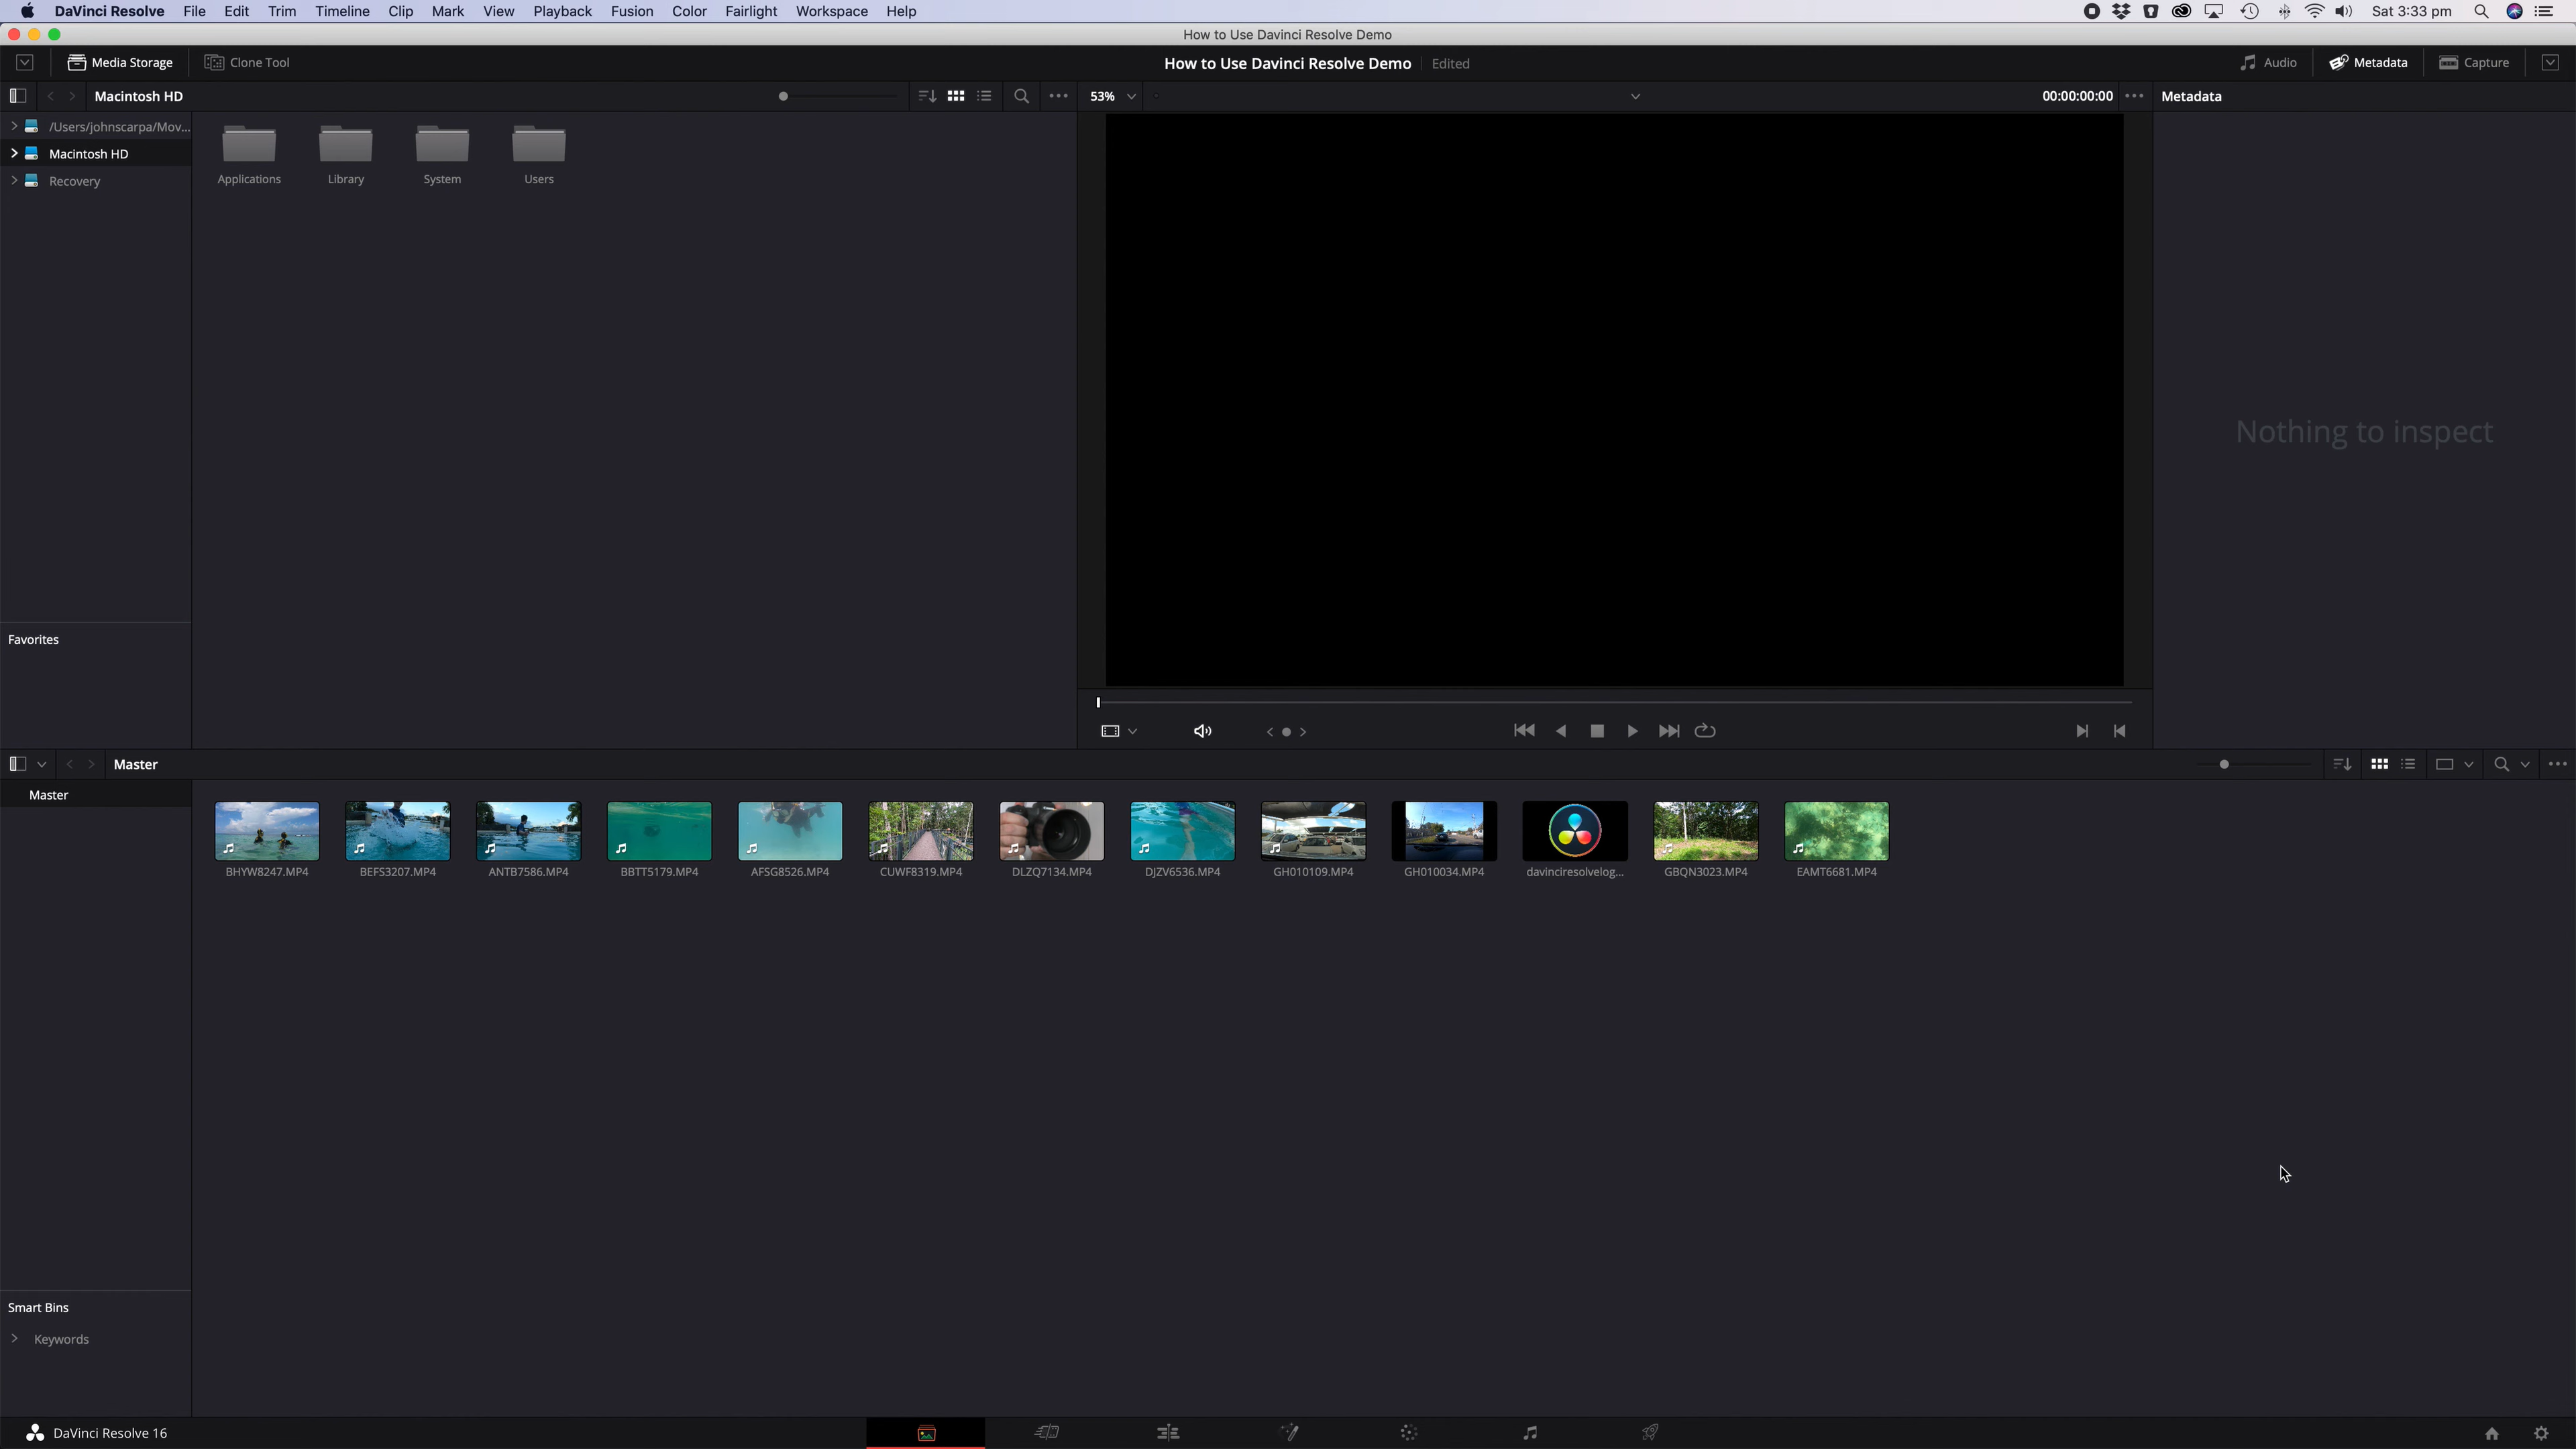 DaVinci Resolve File Edit Trim Timeline Clip Mark View Playback Fusion Color Fairlight Workspace Help Sat 3:33 pm
How to Use Davinci Resolve Demo
Media Storage Clone Tool How to Use Davinci Resolve Demo Edited Audio Metadata Capture
Macintosh HD 53% 00:00:00:00 Metadata
/Users/johnscarpa/Mov...
Macintosh HD
Recovery
Applications Library System Users
Nothing to inspect
Favorites
Master
Master
BHYW8247.MP4 BEFS3207.MP4 ANTB7586.MP4 BBTT5179.MP4 AFSG8526.MP4 CUWF8319.MP4 DLZQ7134.MP4 DJZV6536.MP4 GH010109.MP4 GH010034.MP4 davinciresolvelog... GBQN3023.MP4 EAMT6681.MP4
Smart Bins
Keywords
DaVinci Resolve 16